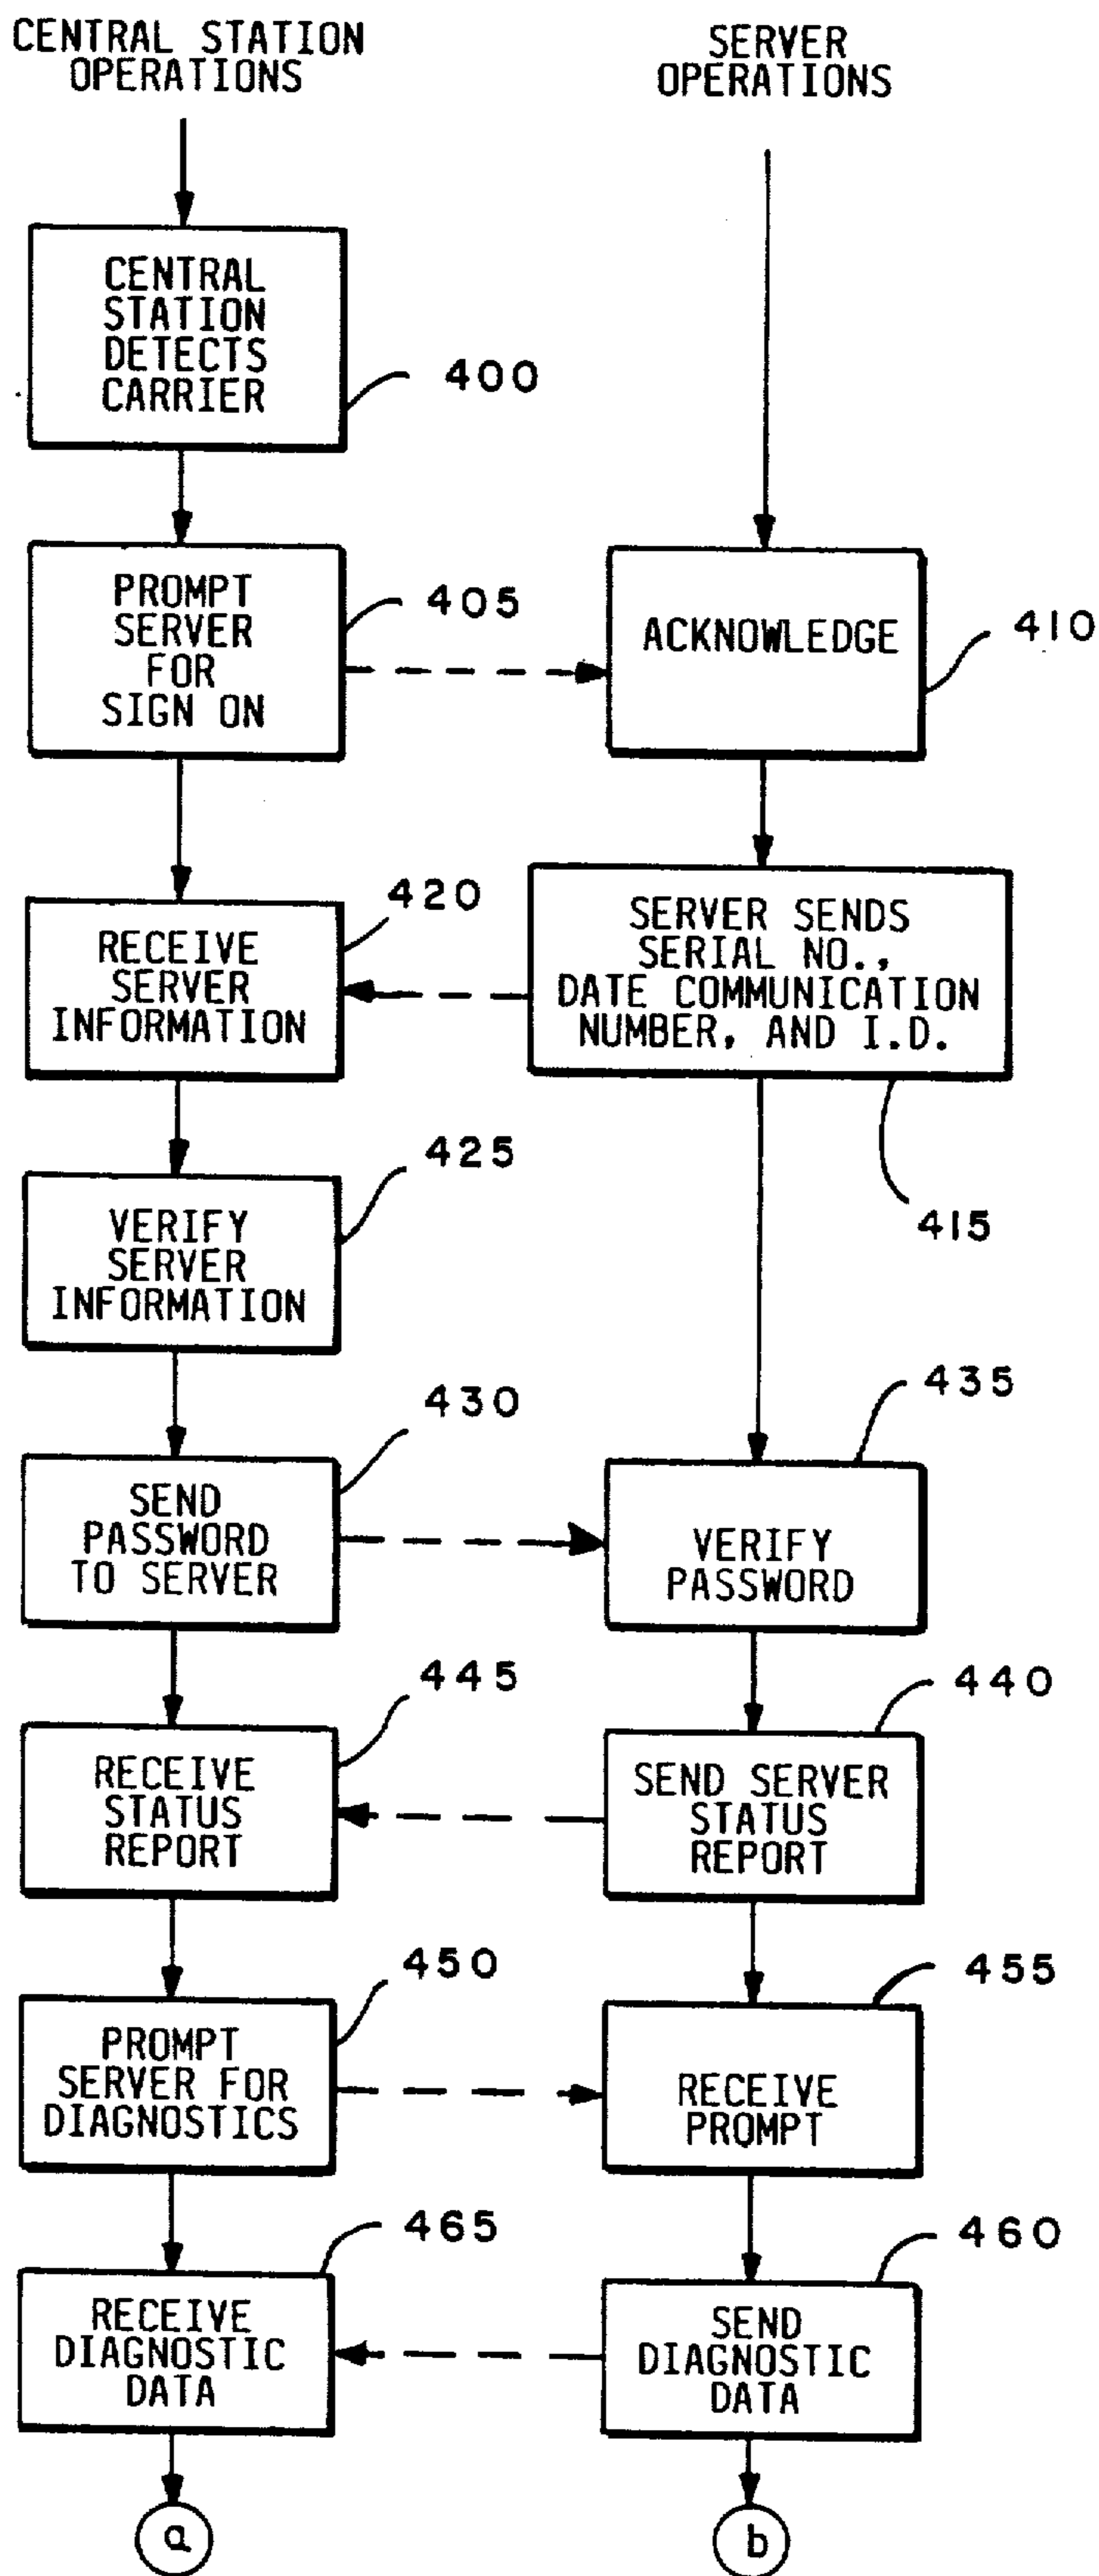 CENTRAL STATION
OPERATIONS
SERVER
OPERATIONS
CENTRAL
STATION
DETECTS
CARRIER
400
PROMPT
SERVER
FOR
SIGN ON
405
ACKNOWLEDGE
410
RECEIVE
SERVER
INFORMATION
420
SERVER SENDS
SERIAL NO.,
DATE COMMUNICATION
NUMBER, AND I.D.
415
VERIFY
SERVER
INFORMATION
425
SEND
PASSWORD
TO SERVER
430
VERIFY
PASSWORD
435
RECEIVE
STATUS
REPORT
445
SEND SERVER
STATUS
REPORT
440
PROMPT
SERVER FOR
DIAGNOSTICS
450
RECEIVE
PROMPT
455
RECEIVE
DIAGNOSTIC
DATA
465
SEND
DIAGNOSTIC
DATA
460
a
b